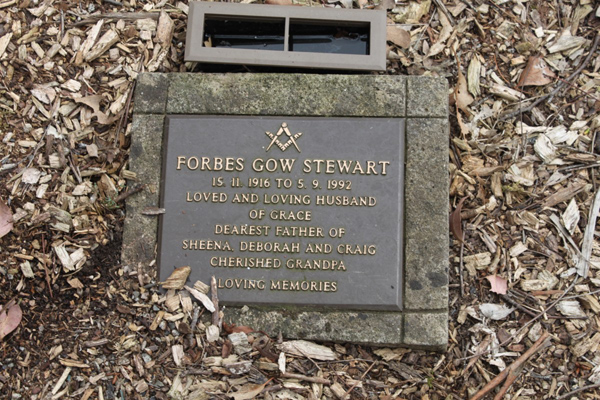 FORBES GOW STEWART
15. 11. 1916 TO 5. 9. 1992
LOVED AND LOVING HUSBAND
OF GRACE
DEAREST FATHER OF
SHEENA, DEBORAH AND CRAIG
CHERISHED GRANDPA
LOVING MEMORIES